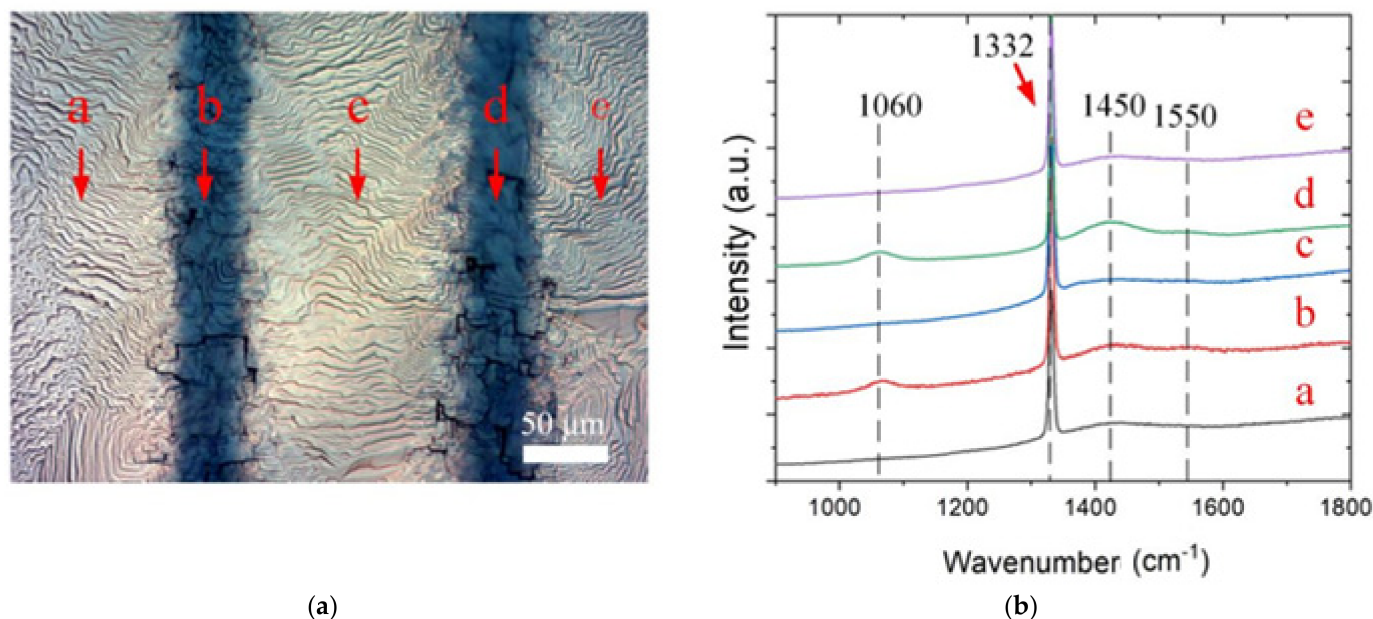 a b c d e
50 μm
1332
1060
1450 1550
e
d
c
b
a
Intensity (a.u.)
1000 1200 1400 1600 1800
Wavenumber (cm⁻¹)
(a) (b)